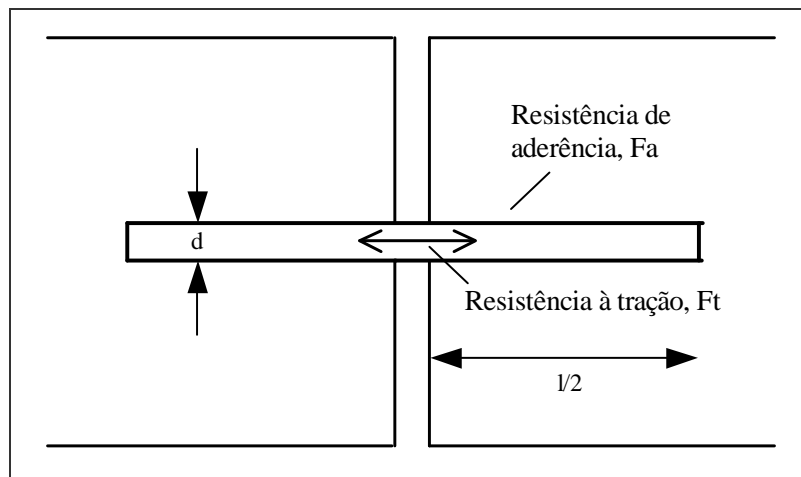 Resistência de
aderência, Fa
d
Resistência à tração, Ft
l/2